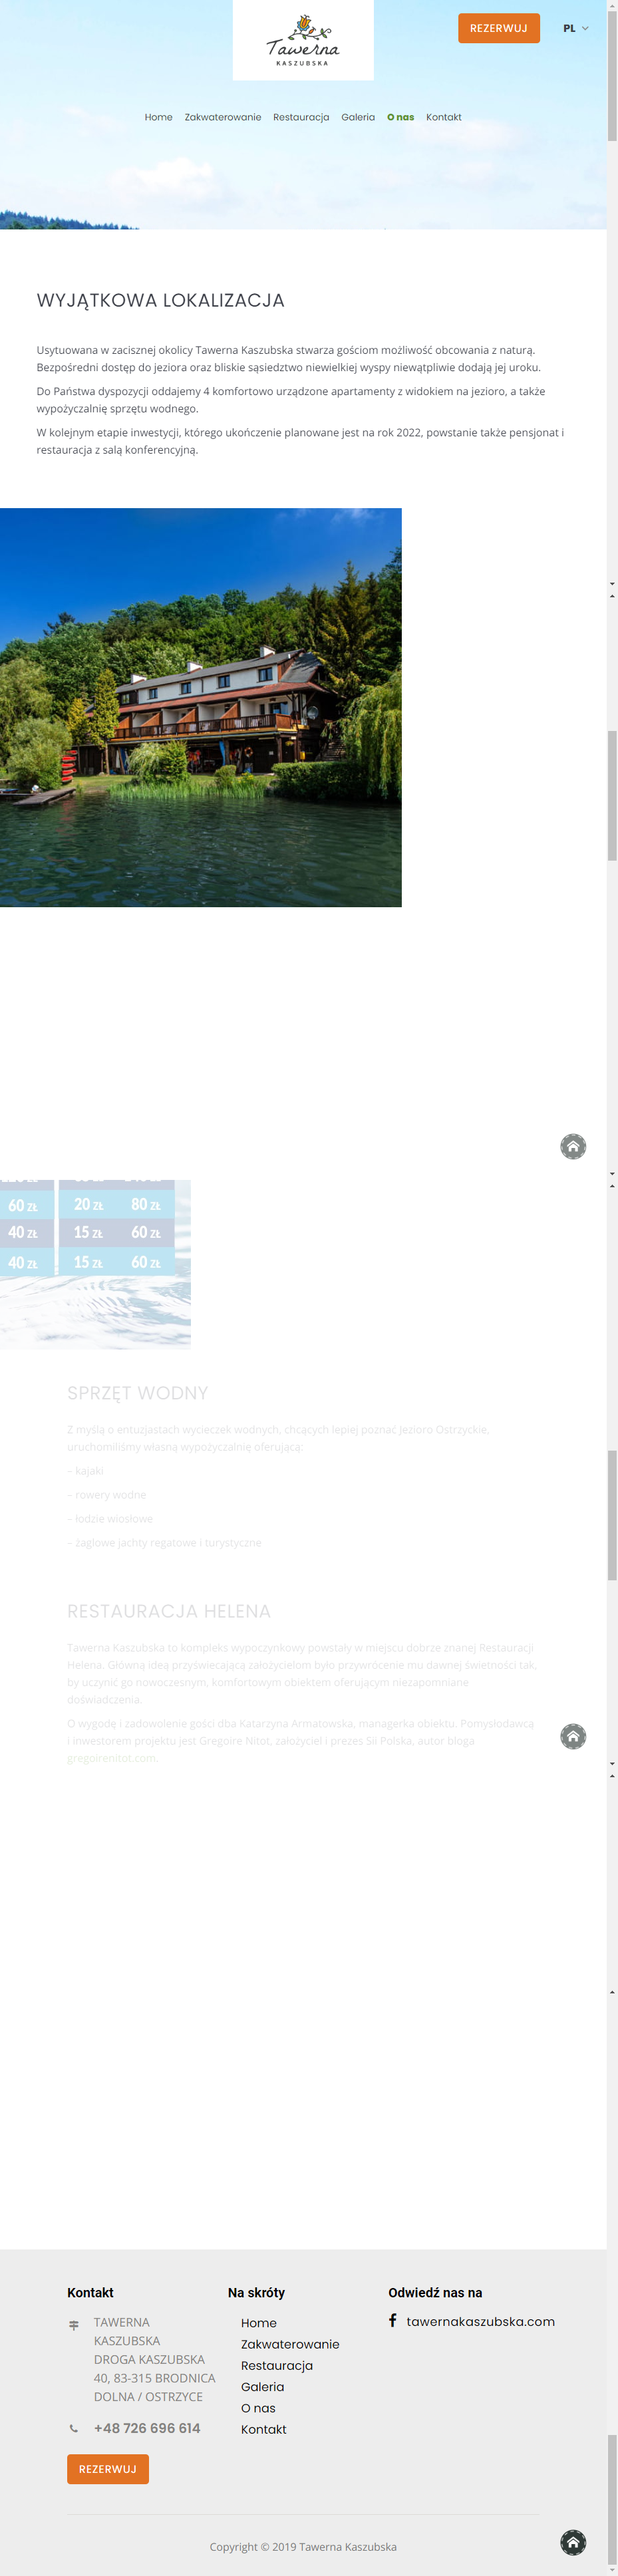 Tawerna
KASZUBSKA
REZERWUJ
PL
Home Zakwaterowanie Restauracja Galeria O nas Kontakt
WYJĄTKOWA LOKALIZACJA
Usytuowana w zacisznej okolicy Tawerna Kaszubska stwarza gościom możliwość obcowania z naturą.
Bezpośredni dostęp do jeziora oraz bliskie sąsiedztwo niewielkiej wyspy niewątpliwie dodają jej uroku.
Do Państwa dyspozycji oddajemy 4 komfortowo urządzone apartamenty z widokiem na jezioro, a także
wypożyczalnię sprzętu wodnego.
W kolejnym etapie inwestycji, którego ukończenie planowane jest na rok 2022, powstanie także pensjonat i
restauracja z salą konferencyjną.
60 ZŁ 20 ZŁ 80 ZŁ
40 ZŁ 15 ZŁ 60 ZŁ
40 ZŁ 15 ZŁ 60 ZŁ
SPRZĘT WODNY
Z myślą o entuzjastach wycieczek wodnych, chcących lepiej poznać Jezioro Ostrzyckie,
uruchomiliśmy własną wypożyczalnię oferującą:
– kajaki
– rowery wodne
– łodzie wiosłowe
– żaglowe jachty regatowe i turystyczne
RESTAURACJA HELENA
Tawerna Kaszubska to kompleks wypoczynkowy powstały w miejscu dobrze znanej Restauracji
Helena. Główną ideą przyświecającą założycielom było przywrócenie mu dawnej świetności tak,
by uczynić go nowoczesnym, komfortowym obiektem oferującym niezapomniane
doświadczenia.
O wygodę i zadowolenie gości dba Katarzyna Armatowska, managerka obiektu. Pomysłodawcą
i inwestorem projektu jest Gregoire Nitot, założyciel i prezes Sii Polska, autor bloga
gregoirenitot.com.
Kontakt
TAWERNA
KASZUBSKA
DROGA KASZUBSKA
40, 83-315 BRODNICA
DOLNA / OSTRZYCE
+48 726 696 614
REZERWUJ
Na skróty
Home
Zakwaterowanie
Restauracja
Galeria
O nas
Kontakt
Odwiedź nas na
tawernakaszubska.com
Copyright © 2019 Tawerna Kaszubska